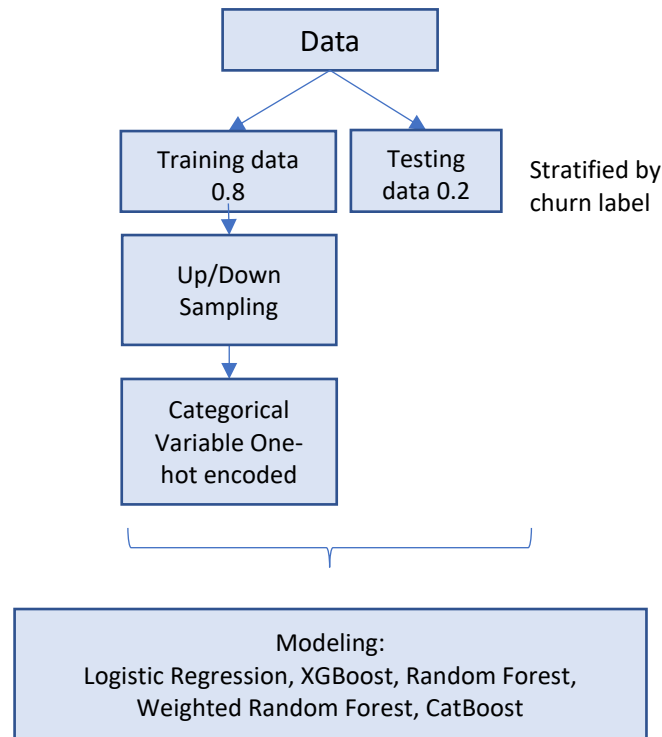 Data
Training data
0.8
Testing
data 0.2
Stratified by
churn label
Up/Down
Sampling
Categorical
Variable One-
hot encoded
Modeling:
Logistic Regression, XGBoost, Random Forest,
Weighted Random Forest, CatBoost